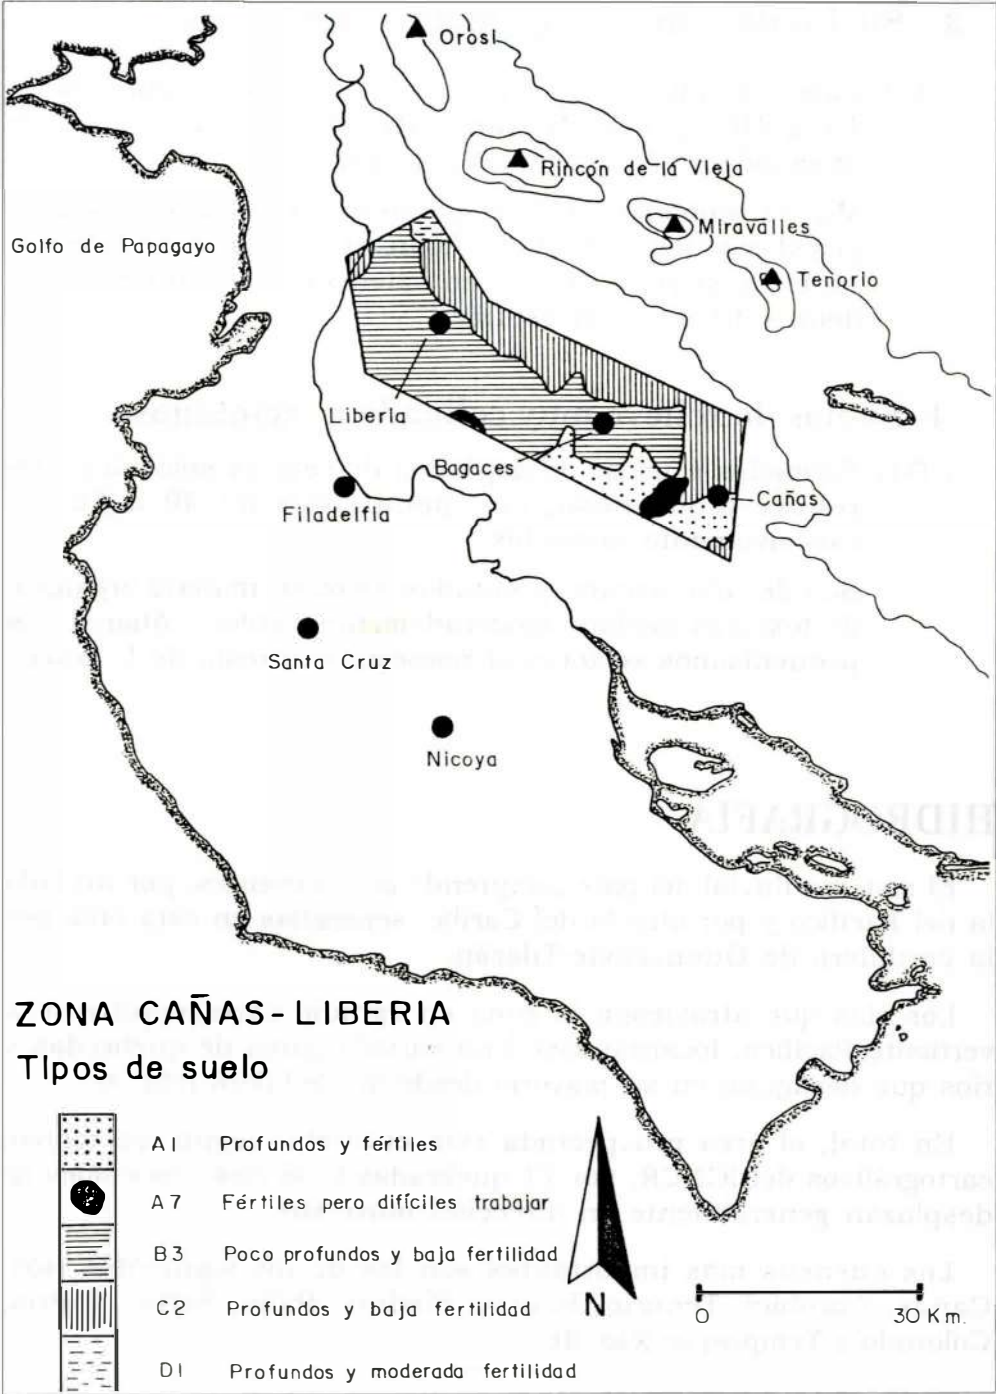 Orosí
Rincón de la Vieja
Miravalles
Golfo de Papagayo
Tenorio
Liberia
Bagaces
Cañas
Filadelfia
Santa Cruz
Nicoya
ZONA CAÑAS-LIBERIA
Tipos de suelo
A1 Profundos y fértiles
A7 Fértiles pero difíciles trabajar
B3 Poco profundos y baja fertilidad
C2 Profundos y baja fertilidad
D1 Profundos y moderada fertilidad
N
0 30 Km.